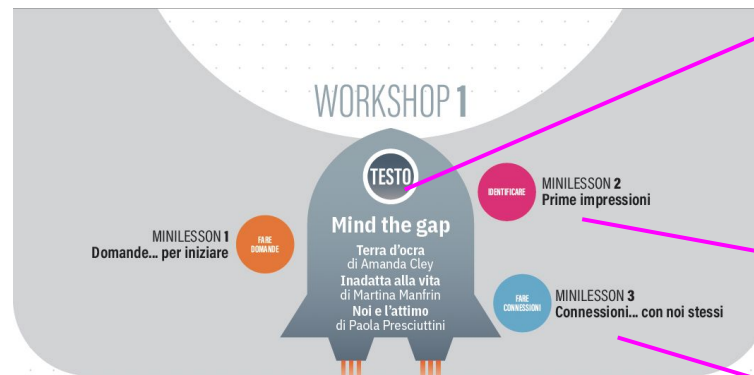 WORKSHOP 1
TESTO
Mind the gap
Terra d'ocra
di Amanda Cley
Inadatta alla vita
di Martina Manfrin
Noi e l'attimo
di Paola Presciuttini
MINILESSON 1
Domande... per iniziare
FARE
DOMANDE
IDENTIFICARE
MINILESSON 2
Prime impressioni
FARE
CONNESSIONI
MINILESSON 3
Connessioni... con noi stessi